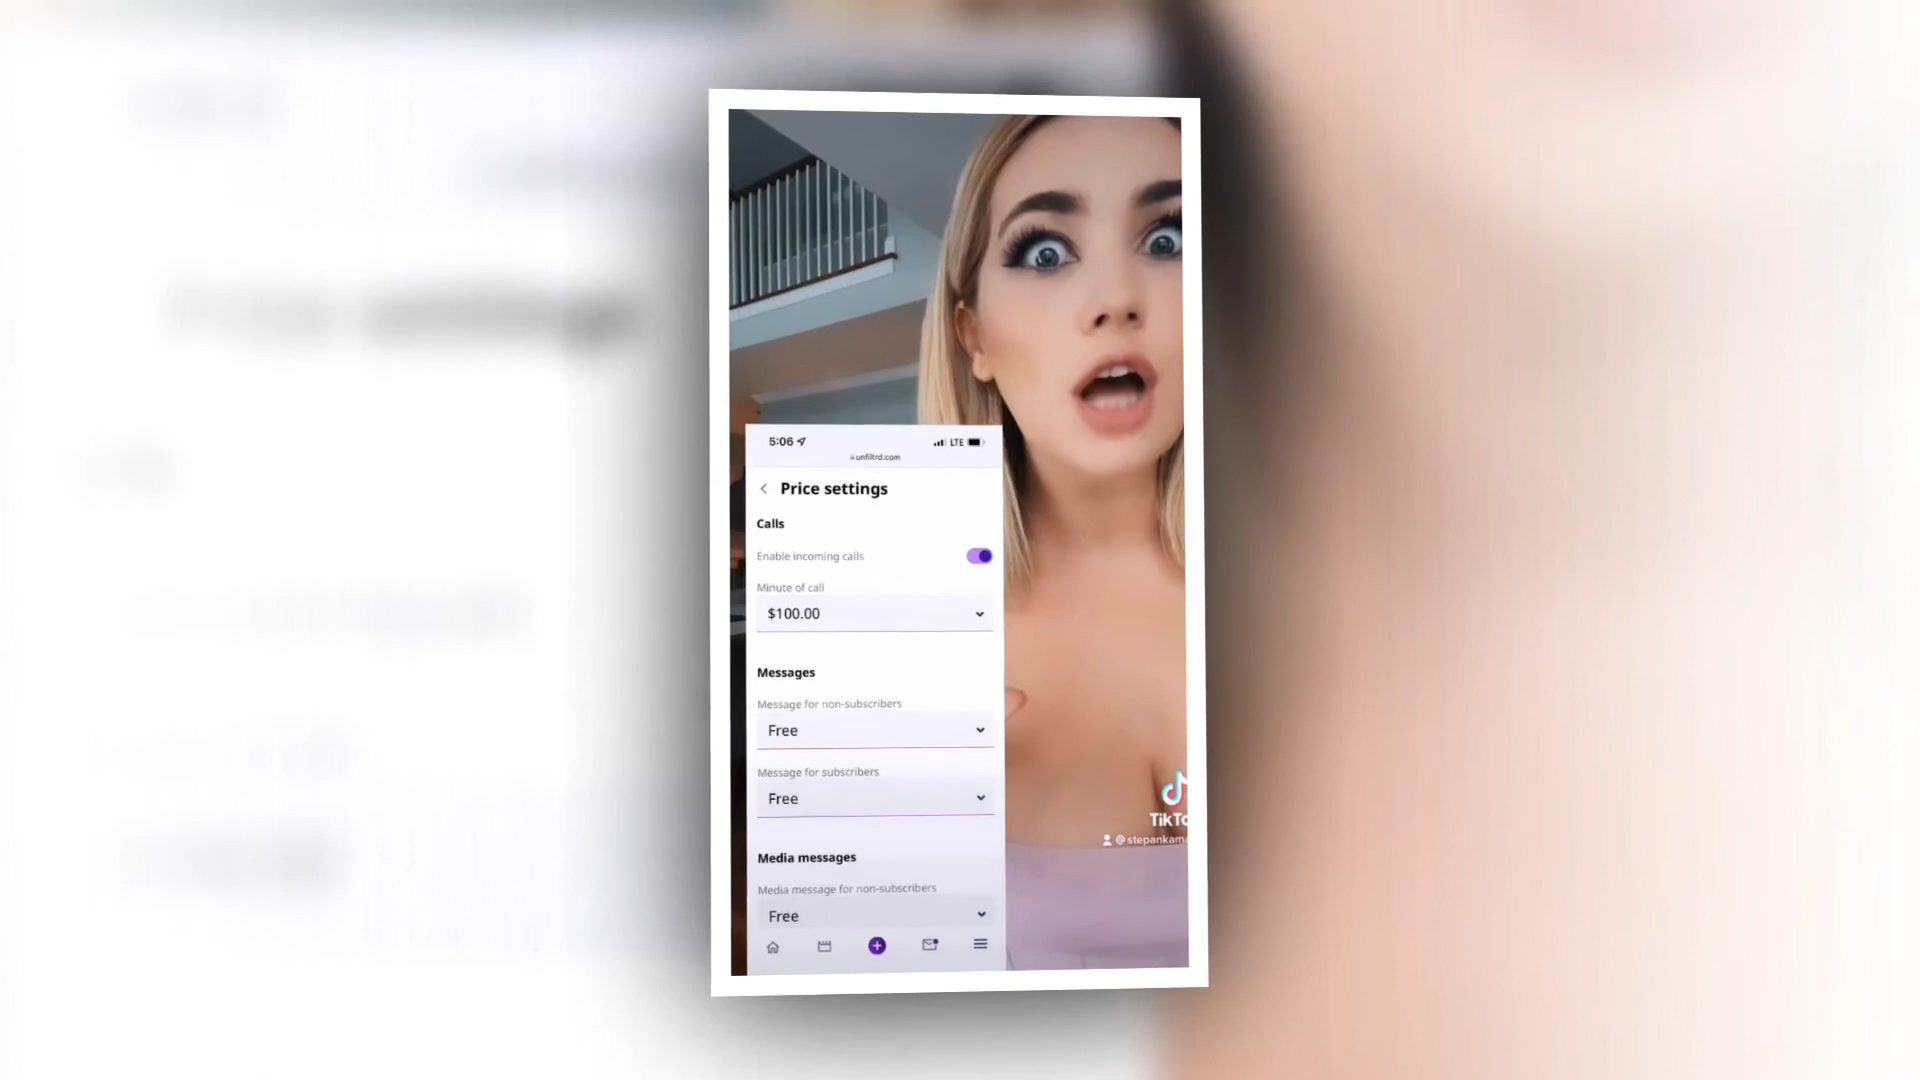 5:06
LTE
unfiltrd.com
Price settings
Calls
Enable incoming calls
Minute of call
$100.00
Messages
Message for non-subscribers
Free
Message for subscribers
Free
Media messages
Media message for non-subscribers
Free
TikTo
@stepankama